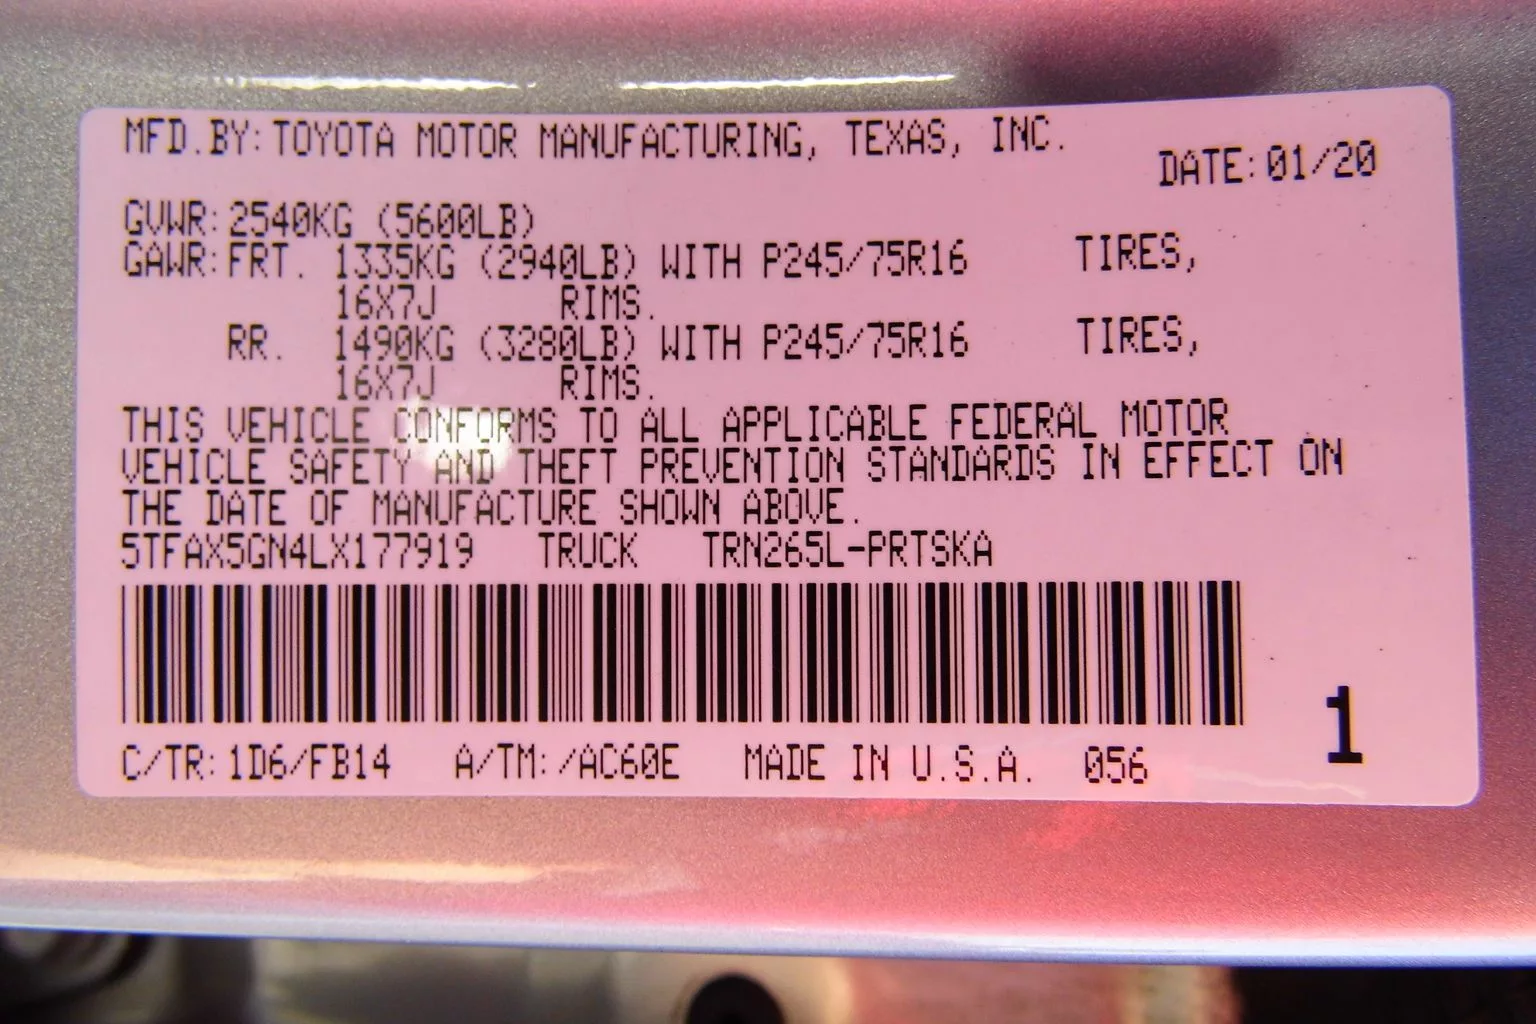 MFD.BY: TOYOTA MOTOR MANUFACTURING, TEXAS, INC.
DATE: 01/20
GVWR: 2540KG (5600LB)
GAWR: FRT. 1335KG (2940LB) WITH P245/75R16 TIRES,
16X7J RIMS.
RR. 1490KG (3280LB) WITH P245/75R16 TIRES,
16X7J RIMS.
THIS VEHICLE CONFORMS TO ALL APPLICABLE FEDERAL MOTOR
VEHICLE SAFETY AND THEFT PREVENTION STANDARDS IN EFFECT ON
THE DATE OF MANUFACTURE SHOWN ABOVE.
5TFAX5GN4LX177919 TRUCK TRN265L-PRTSKA
1
C/TR: 1D6/FB14 A/TM: /AC60E MADE IN U.S.A. 056